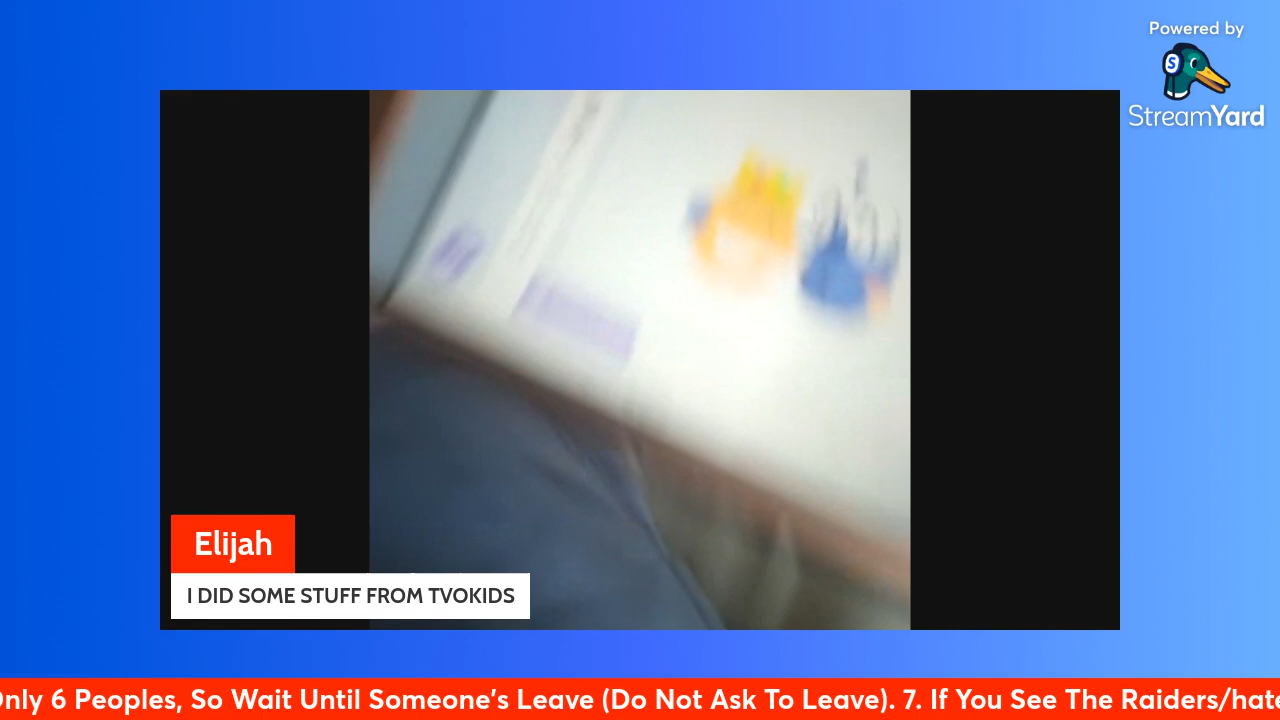 Powered by
StreamYard
Elijah
I DID SOME STUFF FROM TVOKIDS
Only 6 Peoples, So Wait Until Someone's Leave (Do Not Ask To Leave). 7. If You See The Raiders/hate